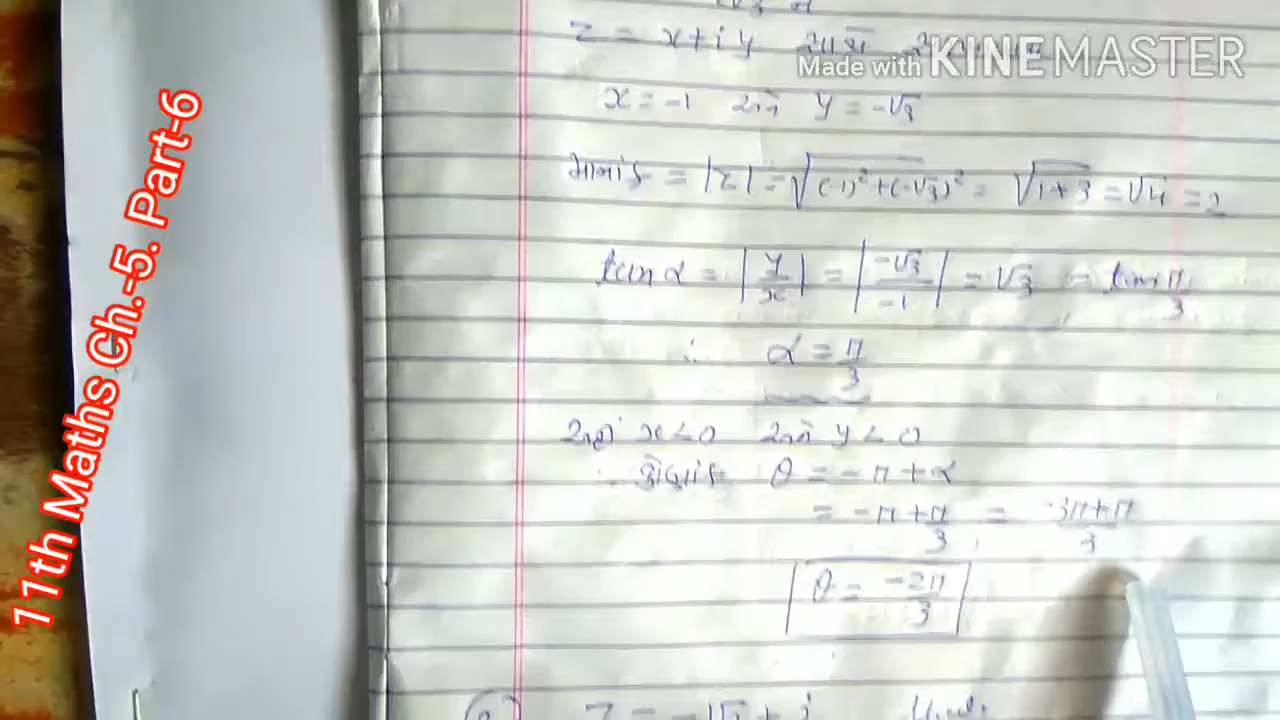 z = x + i y સાથે
Made with KINEMASTER
x = -1 અને y = -√3
માનાંક = |z| = √(-1)² + (-√3)² = √1+3 = √4 = 2
tan α = |y/x| = |-√3/-1| = √3 = tan π/3
∴ α = π/3
અહીં x < 0 અને y < 0
∴ કોણાંક θ = -π + α
= -π + π/3 = -3π+π/3
θ = -2π/3
z = -√3 + i
11th Maths Ch.-5. Part-6